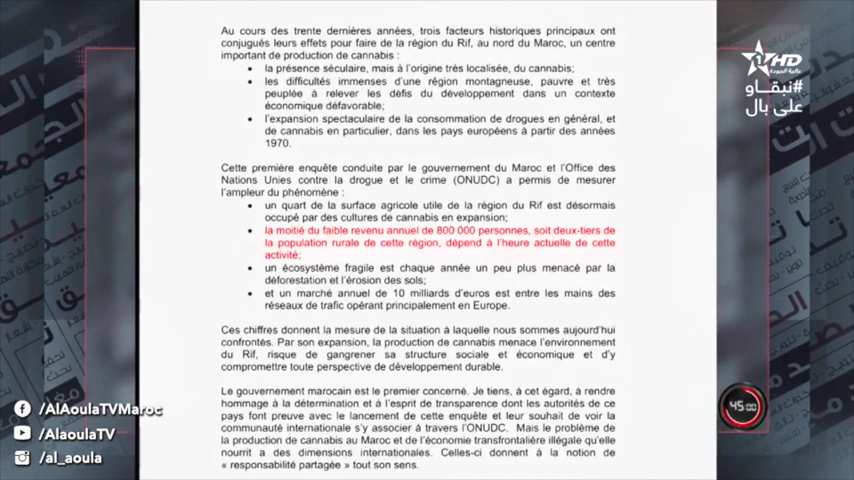 Au cours des trente dernières années, trois facteurs historiques principaux ont
conjugués leurs effets pour faire de la région du Rif, au nord du Maroc, un centre
important de production de cannabis :
• la présence séculaire, mais à l'origine très localisée, du cannabis;
• les difficultés immenses d'une région montagneuse, pauvre et très
peuplée à relever les défis du développement dans un contexte
économique défavorable;
• l'expansion spectaculaire de la consommation de drogues en général, et
de cannabis en particulier, dans les pays européens à partir des années
1970.
Cette première enquête conduite par le gouvernement du Maroc et l'Office des
Nations Unies contre la drogue et le crime (ONUDC) a permis de mesurer
l'ampleur du phénomène :
• un quart de la surface agricole utile de la région du Rif est désormais
occupé par des cultures de cannabis en expansion;
• la moitié du faible revenu annuel de 800 000 personnes, soit deux-tiers de
la population rurale de cette région, dépend à l'heure actuelle de cette
activité;
• un écosystème fragile est chaque année un peu plus menacé par la
déforestation et l'érosion des sols;
• et un marché annuel de 10 milliards d'euros est entre les mains des
réseaux de trafic opérant principalement en Europe.
Ces chiffres donnent la mesure de la situation à laquelle nous sommes aujourd'hui
confrontés. Par son expansion, la production de cannabis menace l'environnement
du Rif, risque de gangrener sa structure sociale et économique et d'y
compromettre toute perspective de développement durable.
Le gouvernement marocain est le premier concerné. Je tiens, à cet égard, à rendre
hommage à la détermination et à l'esprit de transparence dont les autorités de ce
pays font preuve avec le lancement de cette enquête et leur souhait de voir la
communauté internationale s'y associer à travers l'ONUDC. Mais le problème de
la production de cannabis au Maroc et de l'économie transfrontalière illégale qu'elle
nourrit a des dimensions internationales. Celles-ci donnent à la notion de
« responsabilité partagée » tout son sens.
HD
عالية الجودة
#نبقاو
على بال
45:00
/AlAoulaTVMaroc
/AlaoulaTV
/al_aoula